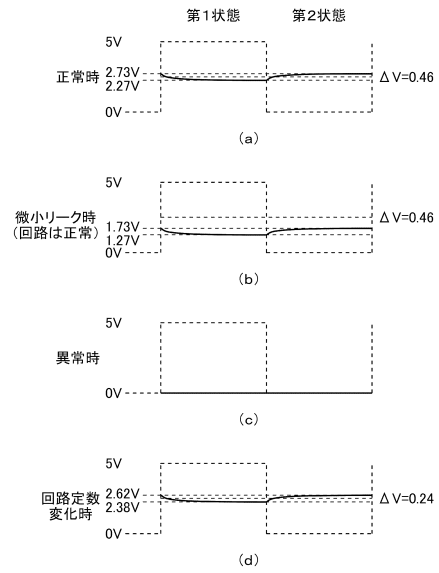 第1状態 第2状態
5V
正常時
2.73V
2.27V
ΔV=0.46
0V
(a)
5V
微小リーク時
(回路は正常)
1.73V
1.27V
ΔV=0.46
0V
(b)
5V
異常時
0V
(c)
5V
回路定数
変化時
2.62V
2.38V
ΔV=0.24
0V
(d)